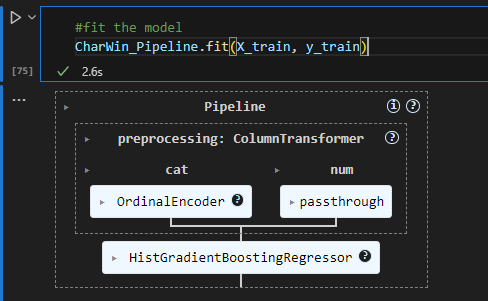 #fit the model
CharWin_Pipeline.fit(X_train, y_train)
[75]
2.6s
...
Pipeline
i ?
preprocessing: ColumnTransformer ?
cat
num
OrdinalEncoder ?
passthrough
HistGradientBoostingRegressor ?